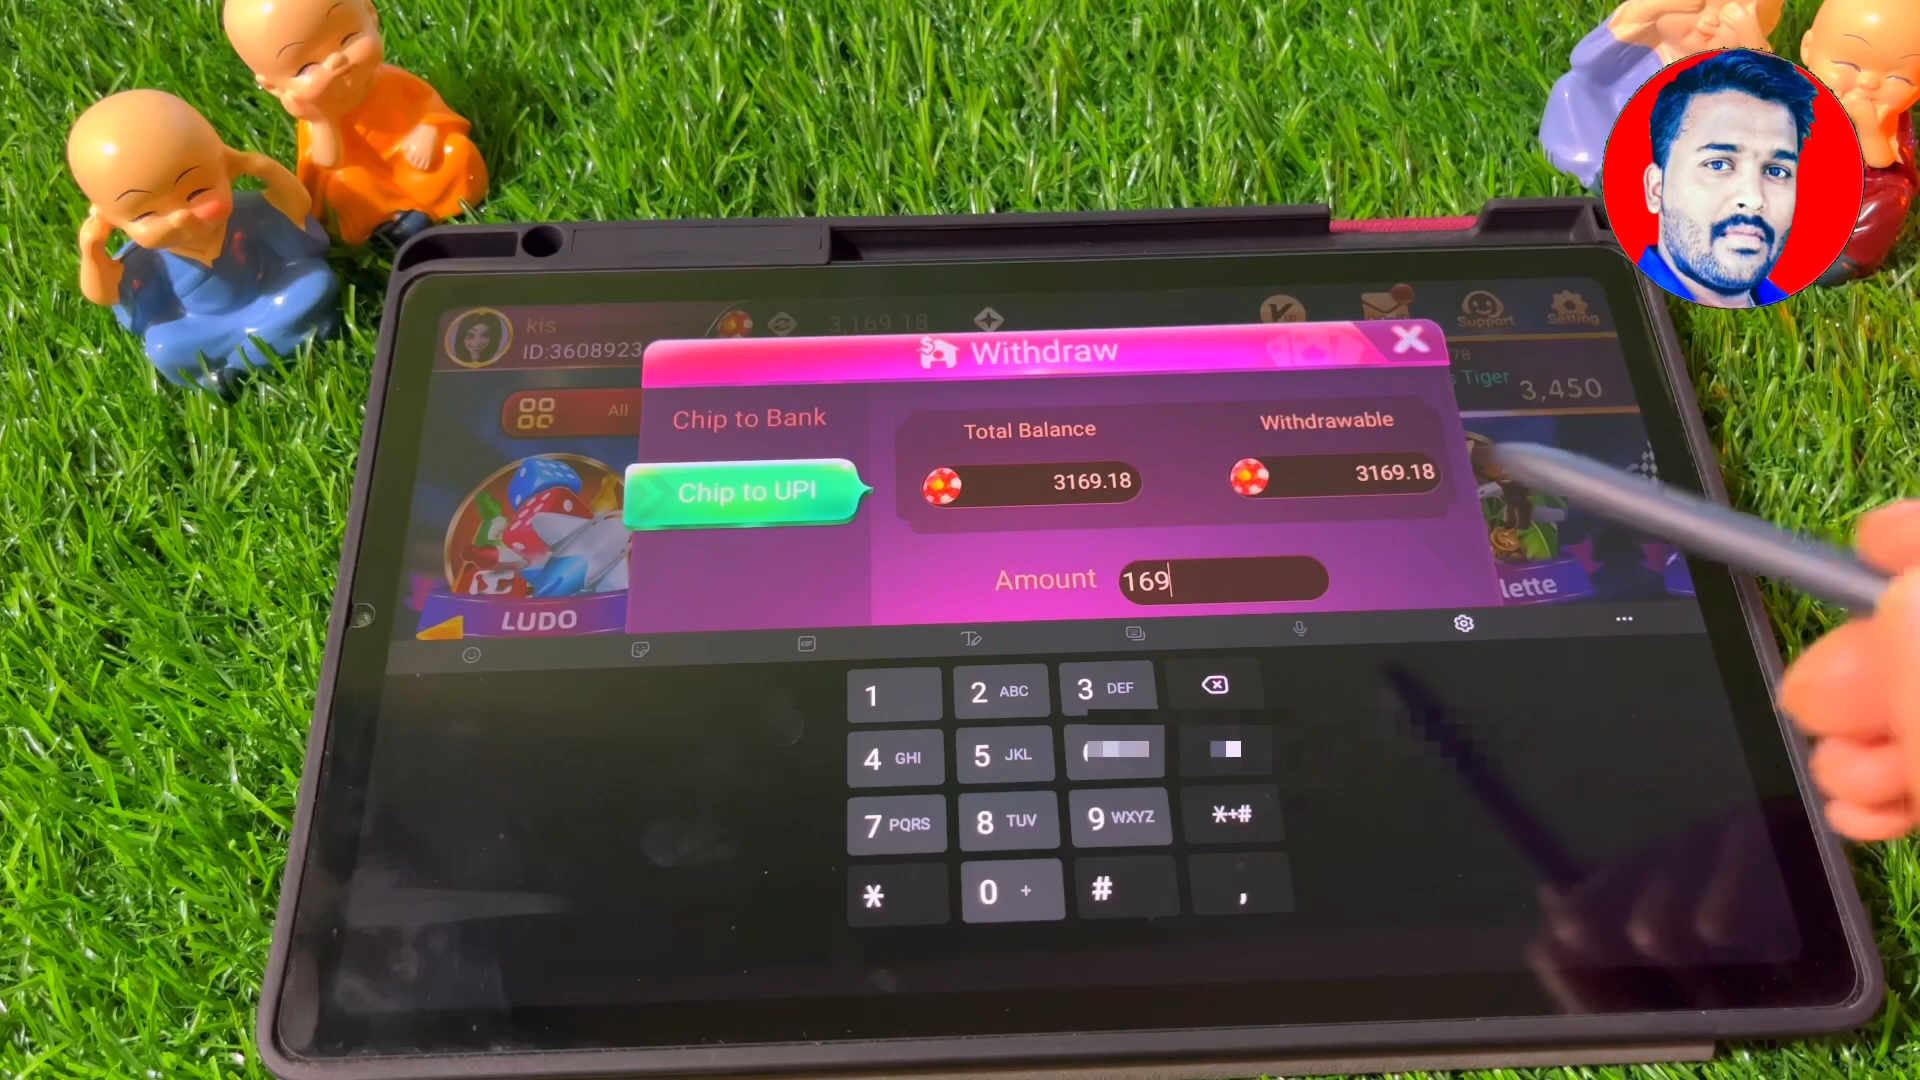 kis
ID:3608923
3,169.18
Support
Setting
Withdraw
Tiger
3,450
All
Chip to Bank
Chip to UPI
Total Balance
Withdrawable
3169.18
3169.18
Amount
169
LUDO
lette
GIF
1
2 ABC
3 DEF
4 GHI
5 JKL
7 PQRS
8 TUV
9 WXYZ
*+#
*
0 +
#
,